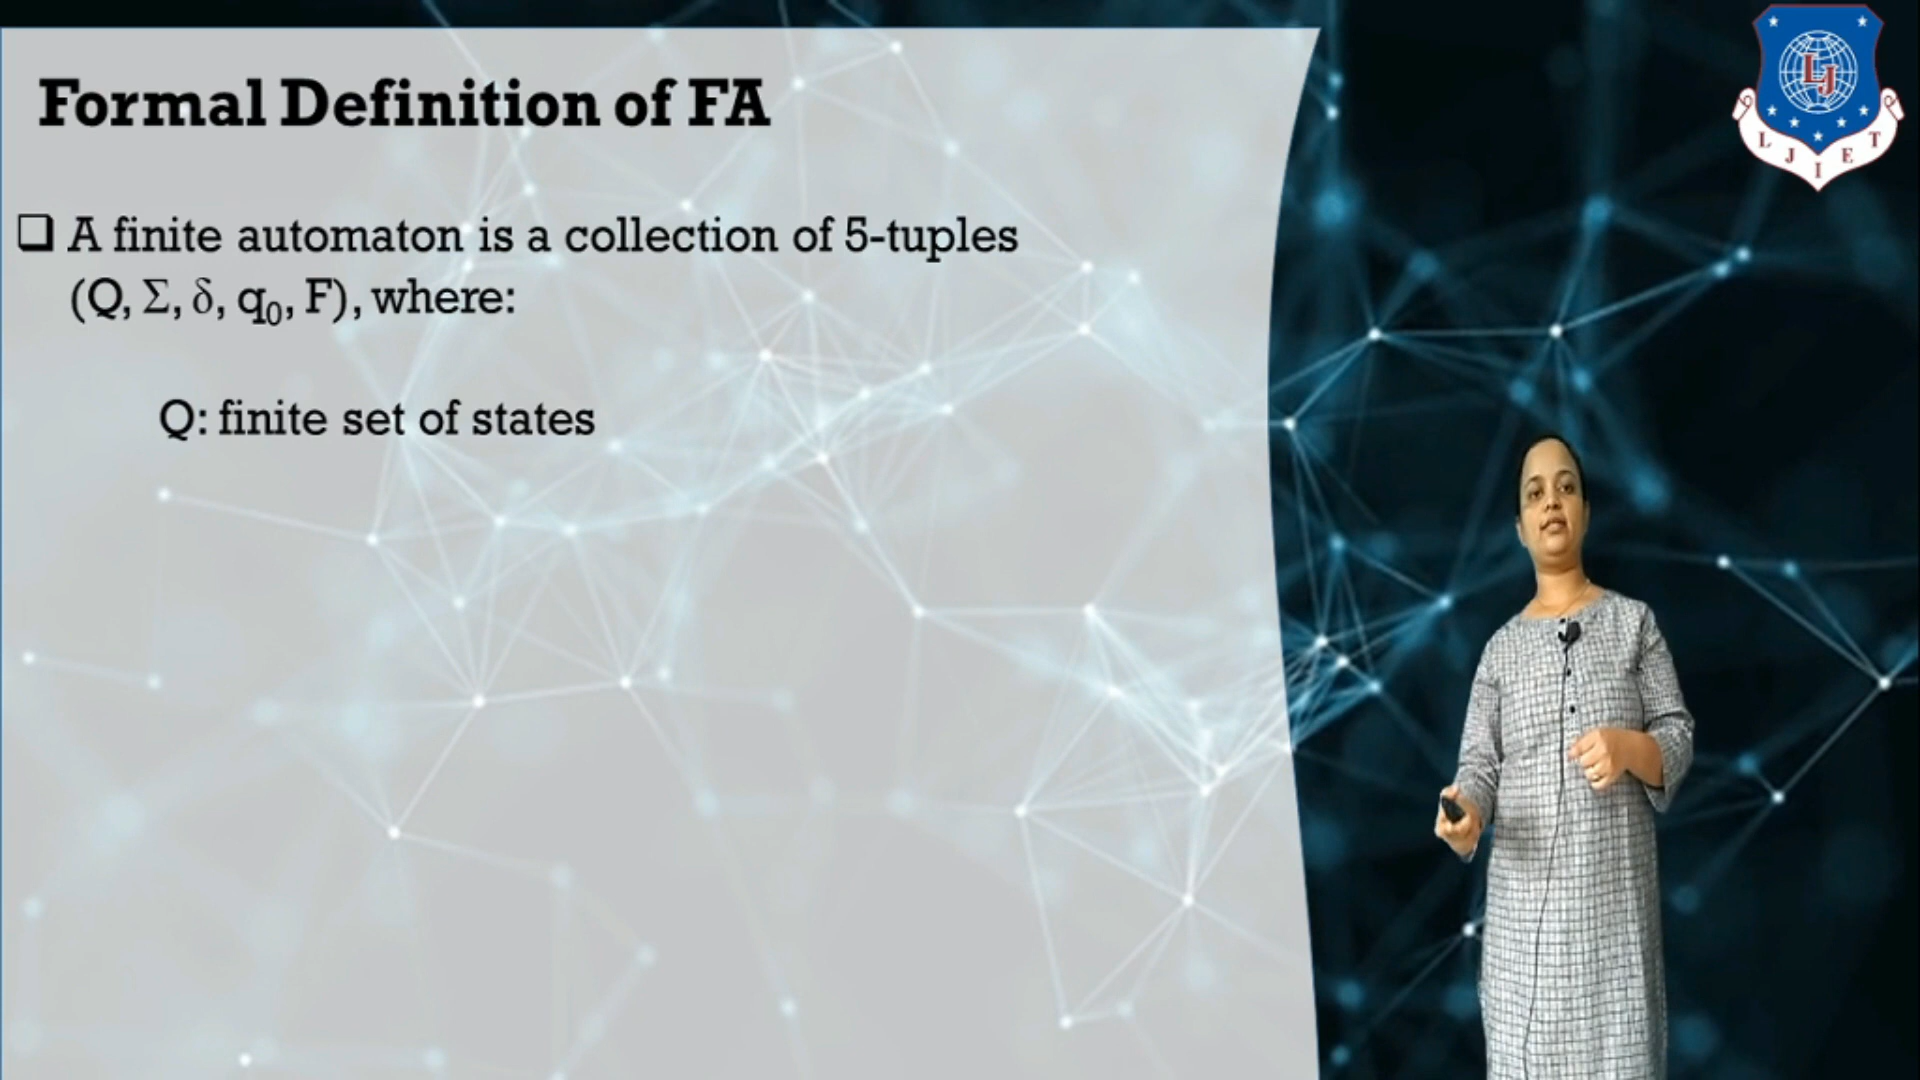 Formal Definition of FA
❑ A finite automaton is a collection of 5-tuples
(Q, Σ, δ, q₀, F), where:
Q: finite set of states
LJ
L J I E T